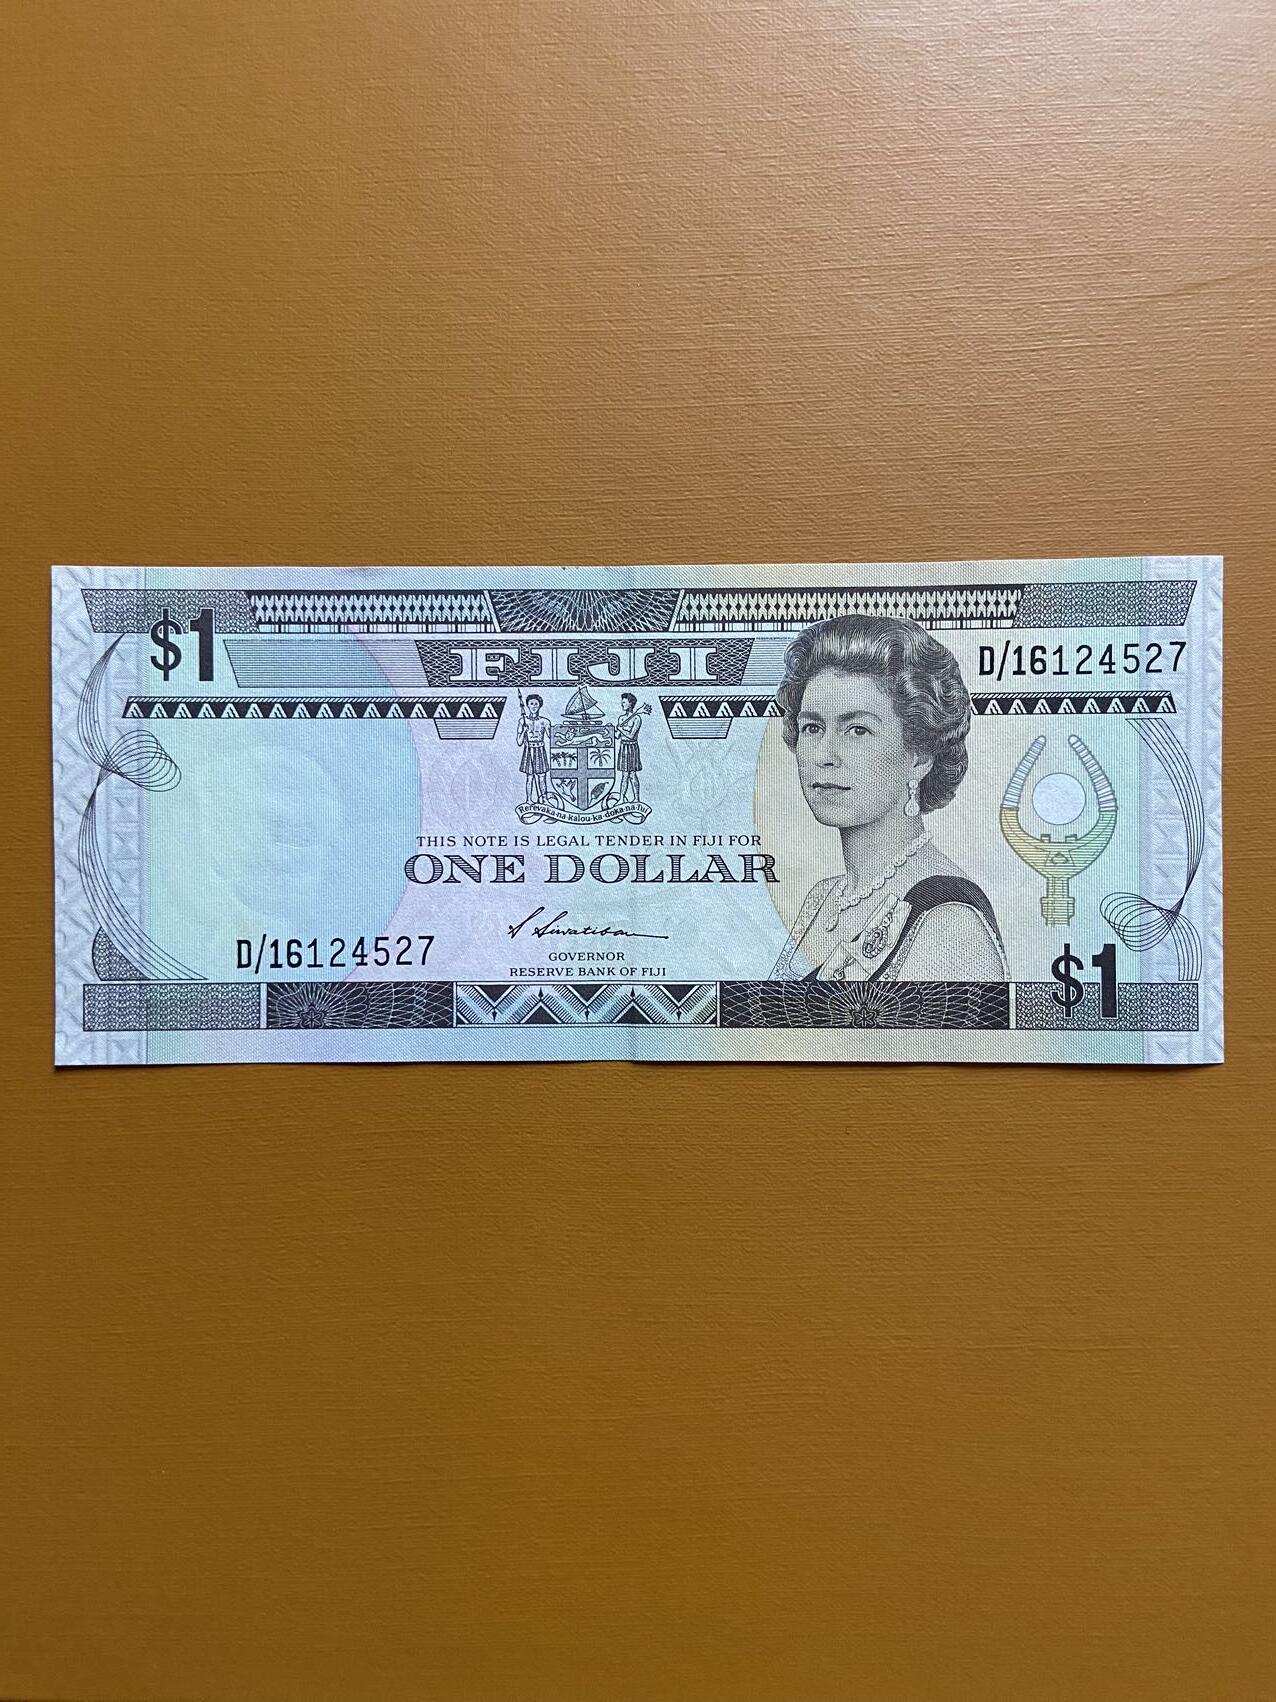 $1
FIJI
D/16124527
Rerevaka·na·kalou·ka·doka·na·Tui
THIS NOTE IS LEGAL TENDER IN FIJI FOR
ONE DOLLAR
D/16124527
GOVERNOR
RESERVE BANK OF FIJI
$1